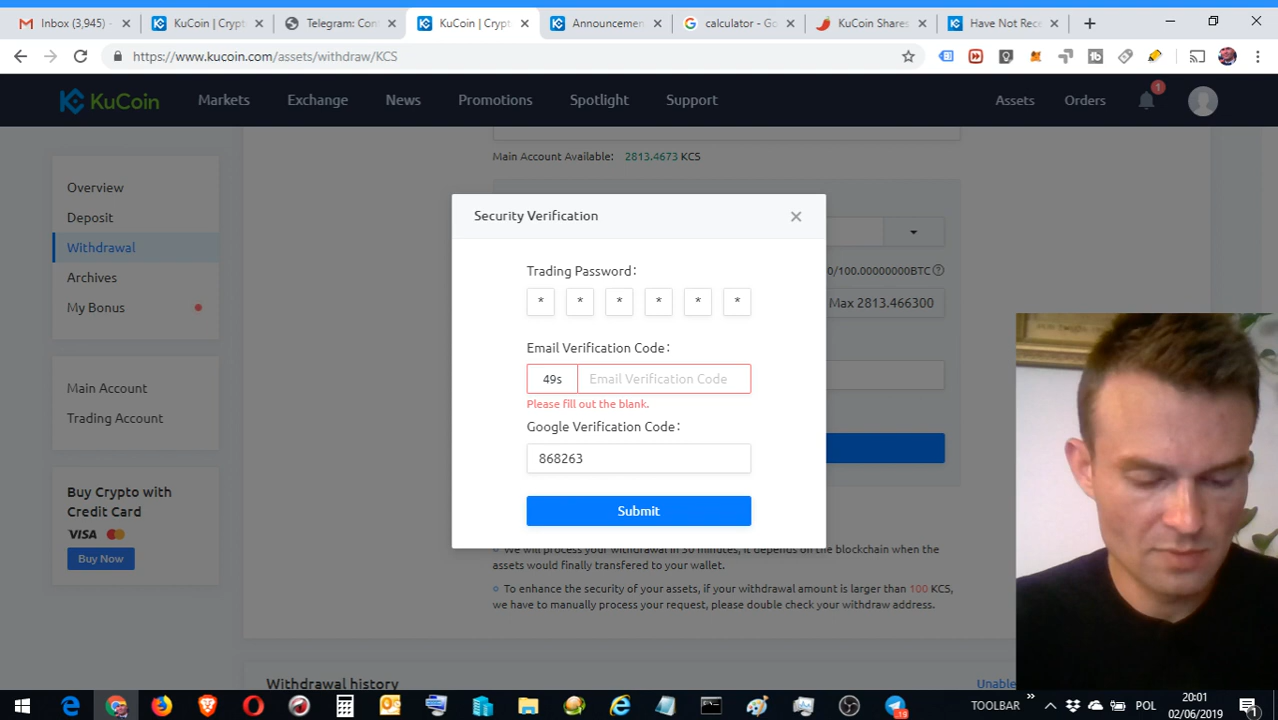 Inbox (3,945) -
KuCoin | Crypt
Telegram: Con
KuCoin | Crypt
Announcemen
calculator - Go
KuCoin Shares
Have Not Rec
https://www.kucoin.com/assets/withdraw/KCS
KuCoin
Markets
Exchange
News
Promotions
Spotlight
Support
Assets
Orders
1
Main Account Available: 2813.4673 KCS
Overview
Deposit
Withdrawal
Archives
My Bonus
Main Account
Trading Account
Buy Crypto with
Credit Card
VISA
Buy Now
Security Verification
Trading Password:
* * * * * *
Email Verification Code:
49s
Email Verification Code
Please fill out the blank.
Google Verification Code:
868263
Submit
0/100.00000000BTC
Max 2813.466300
We will process your withdrawal in 30 minutes, it depends on the blockchain when the
assets would finally transfered to your wallet.
To enhance the security of your assets, if your withdrawal amount is larger than 100 KCS,
we have to manually process your request, please double check your withdraw address.
Withdrawal history
Unable
19
TOOLBAR
»
POL
20:01
02/06/2019
1